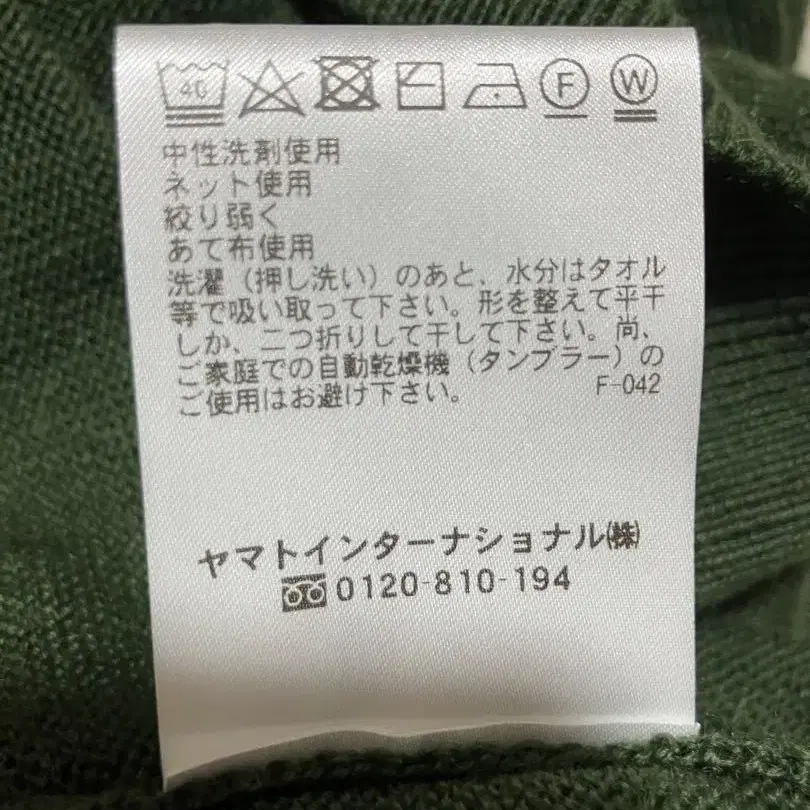 40 F W
中性洗剤使用
ネット使用
絞り弱く
あて布使用
洗濯（押し洗い）のあと、水分はタオル
等で吸い取って下さい。形を整えて平干
しか、二つ折りして干して下さい。尚、
ご家庭での自動乾燥機（タンブラー）の
ご使用はお避け下さい。
F-042
ヤマトインターナショナル㈱
0120-810-194